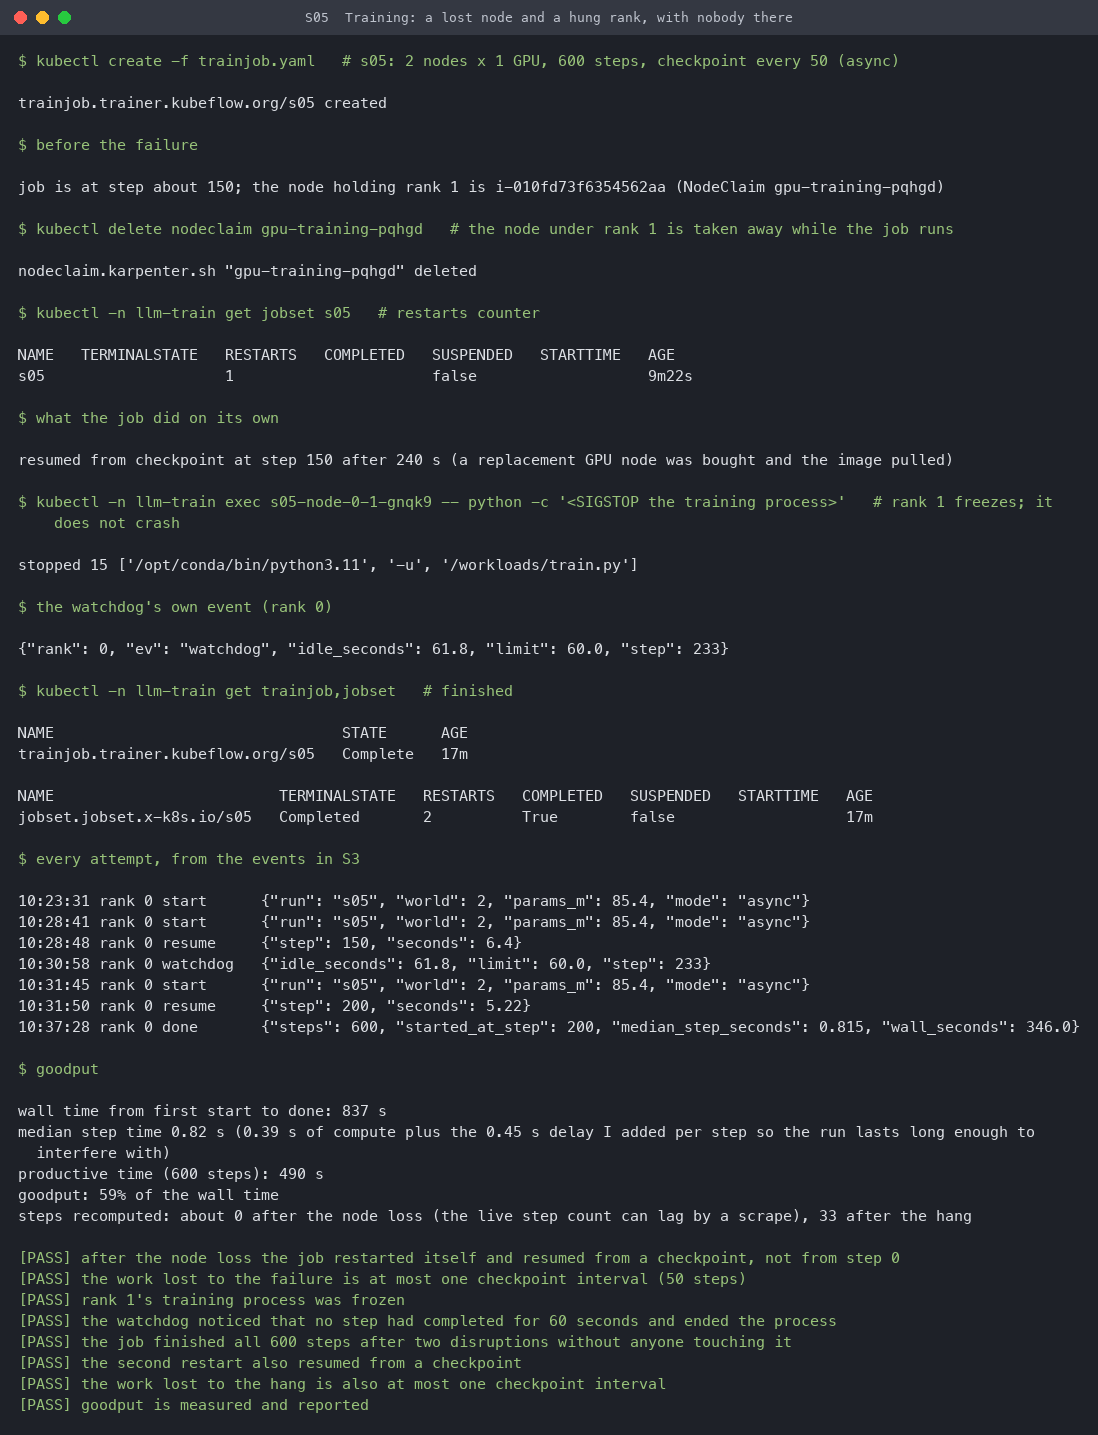 S05  Training: a lost node and a hung rank, with nobody there
$ kubectl create -f trainjob.yaml   # s05: 2 nodes x 1 GPU, 600 steps, checkpoint every 50 (async)
trainjob.trainer.kubeflow.org/s05 created
$ before the failure
job is at step about 150; the node holding rank 1 is i-010fd73f6354562aa (NodeClaim gpu-training-pqhgd)
$ kubectl delete nodeclaim gpu-training-pqhgd   # the node under rank 1 is taken away while the job runs
nodeclaim.karpenter.sh "gpu-training-pqhgd" deleted
$ kubectl -n llm-train get jobset s05   # restarts counter
NAME   TERMINALSTATE   RESTARTS   COMPLETED   SUSPENDED   STARTTIME   AGE
s05                    1                      false                   9m22s
$ what the job did on its own
resumed from checkpoint at step 150 after 240 s (a replacement GPU node was bought and the image pulled)
$ kubectl -n llm-train exec s05-node-0-1-gnqk9 -- python -c '<SIGSTOP the training process>'   # rank 1 freezes; it
    does not crash
stopped 15 ['/opt/conda/bin/python3.11', '-u', '/workloads/train.py']
$ the watchdog's own event (rank 0)
{"rank": 0, "ev": "watchdog", "idle_seconds": 61.8, "limit": 60.0, "step": 233}
$ kubectl -n llm-train get trainjob,jobset   # finished
NAME                                STATE      AGE
trainjob.trainer.kubeflow.org/s05   Complete   17m
NAME                         TERMINALSTATE   RESTARTS   COMPLETED   SUSPENDED   STARTTIME   AGE
jobset.jobset.x-k8s.io/s05   Completed       2          True        false                   17m
$ every attempt, from the events in S3
10:23:31 rank 0 start      {"run": "s05", "world": 2, "params_m": 85.4, "mode": "async"}
10:28:41 rank 0 start      {"run": "s05", "world": 2, "params_m": 85.4, "mode": "async"}
10:28:48 rank 0 resume     {"step": 150, "seconds": 6.4}
10:30:58 rank 0 watchdog   {"idle_seconds": 61.8, "limit": 60.0, "step": 233}
10:31:45 rank 0 start      {"run": "s05", "world": 2, "params_m": 85.4, "mode": "async"}
10:31:50 rank 0 resume     {"step": 200, "seconds": 5.22}
10:37:28 rank 0 done       {"steps": 600, "started_at_step": 200, "median_step_seconds": 0.815, "wall_seconds": 346.0}
$ goodput
wall time from first start to done: 837 s
median step time 0.82 s (0.39 s of compute plus the 0.45 s delay I added per step so the run lasts long enough to
  interfere with)
productive time (600 steps): 490 s
goodput: 59% of the wall time
steps recomputed: about 0 after the node loss (the live step count can lag by a scrape), 33 after the hang
[PASS] after the node loss the job restarted itself and resumed from a checkpoint, not from step 0
[PASS] the work lost to the failure is at most one checkpoint interval (50 steps)
[PASS] rank 1's training process was frozen
[PASS] the watchdog noticed that no step had completed for 60 seconds and ended the process
[PASS] the job finished all 600 steps after two disruptions without anyone touching it
[PASS] the second restart also resumed from a checkpoint
[PASS] the work lost to the hang is also at most one checkpoint interval
[PASS] goodput is measured and reported